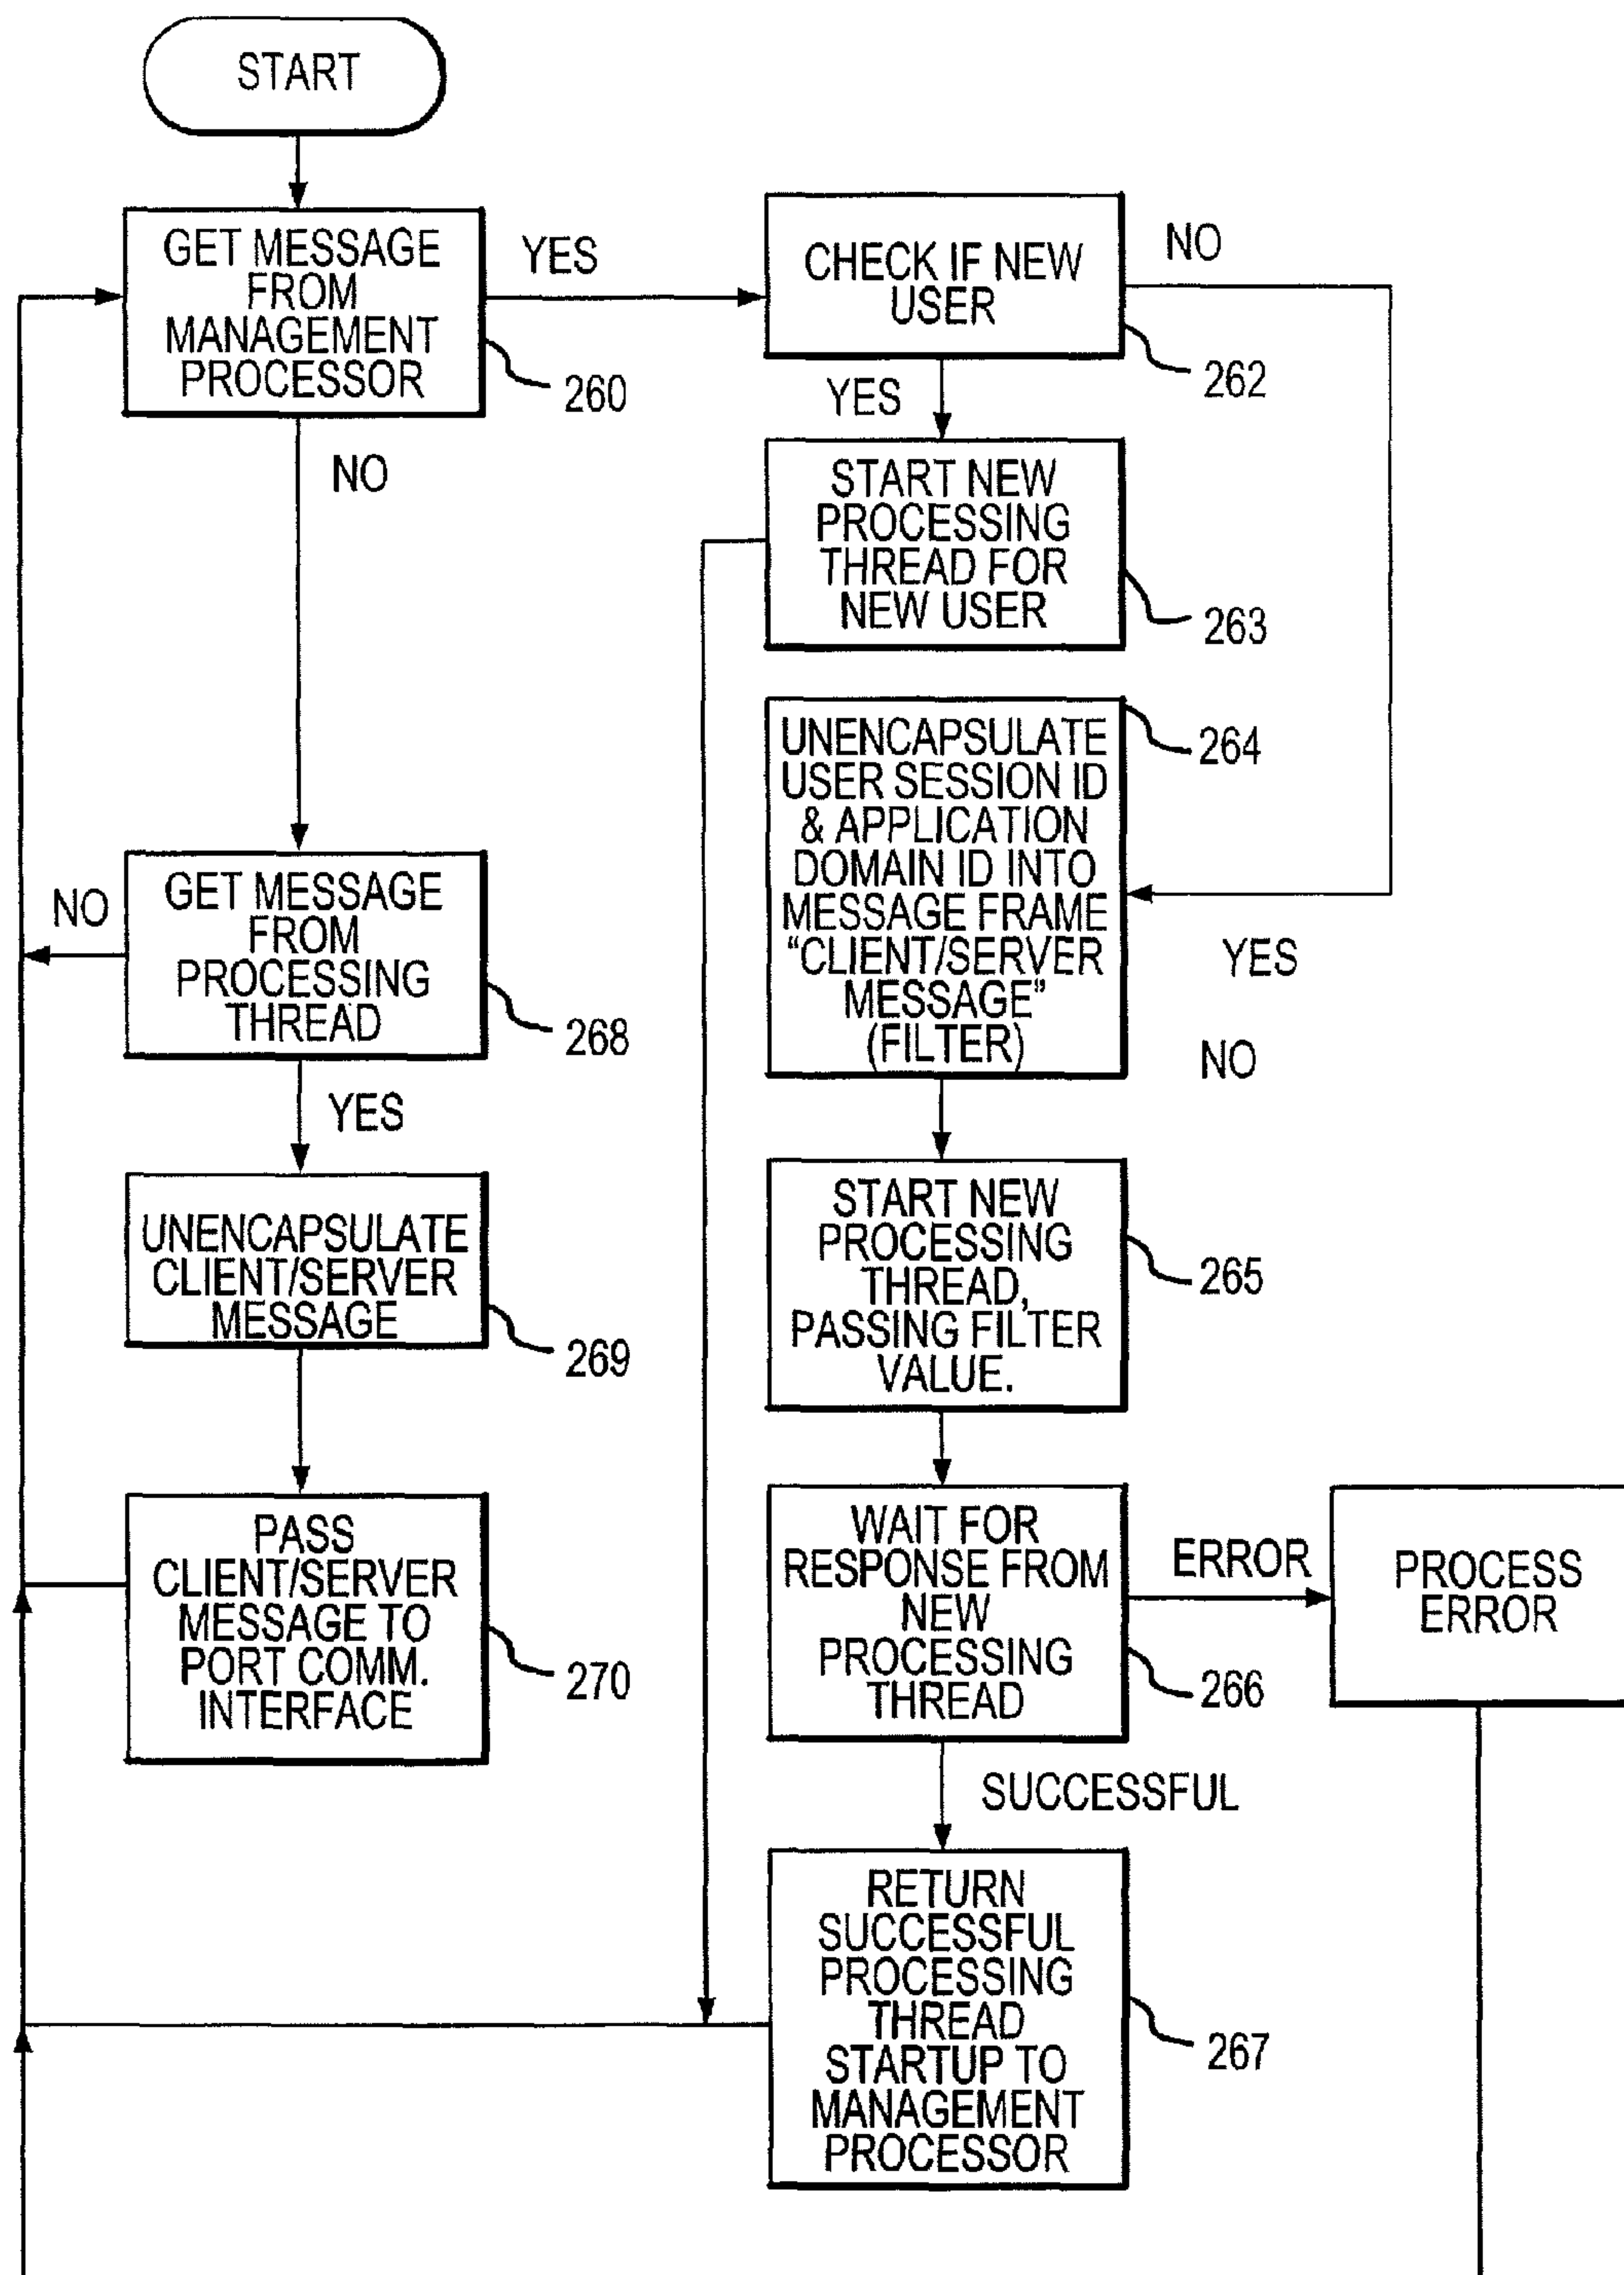 START
GET MESSAGE
FROM
MANAGEMENT
PROCESSOR
260
YES
NO
CHECK IF NEW
USER
262
NO
YES
START NEW
PROCESSING
THREAD FOR
NEW USER
263
UNENCAPSULATE
USER SESSION ID
& APPLICATION
DOMAIN ID INTO
MESSAGE FRAME
“CLIENT/SERVER
MESSAGE”
(FILTER)
264
YES
NO
START NEW
PROCESSING
THREAD,
PASSING FILTER
VALUE.
265
WAIT FOR
RESPONSE FROM
NEW
PROCESSING
THREAD
266
ERROR
PROCESS
ERROR
SUCCESSFUL
RETURN
SUCCESSFUL
PROCESSING
THREAD
STARTUP TO
MANAGEMENT
PROCESSOR
267
GET MESSAGE
FROM
PROCESSING
THREAD
268
NO
YES
UNENCAPSULATE
CLIENT/SERVER
MESSAGE
269
PASS
CLIENT/SERVER
MESSAGE TO
PORT COMM.
INTERFACE
270